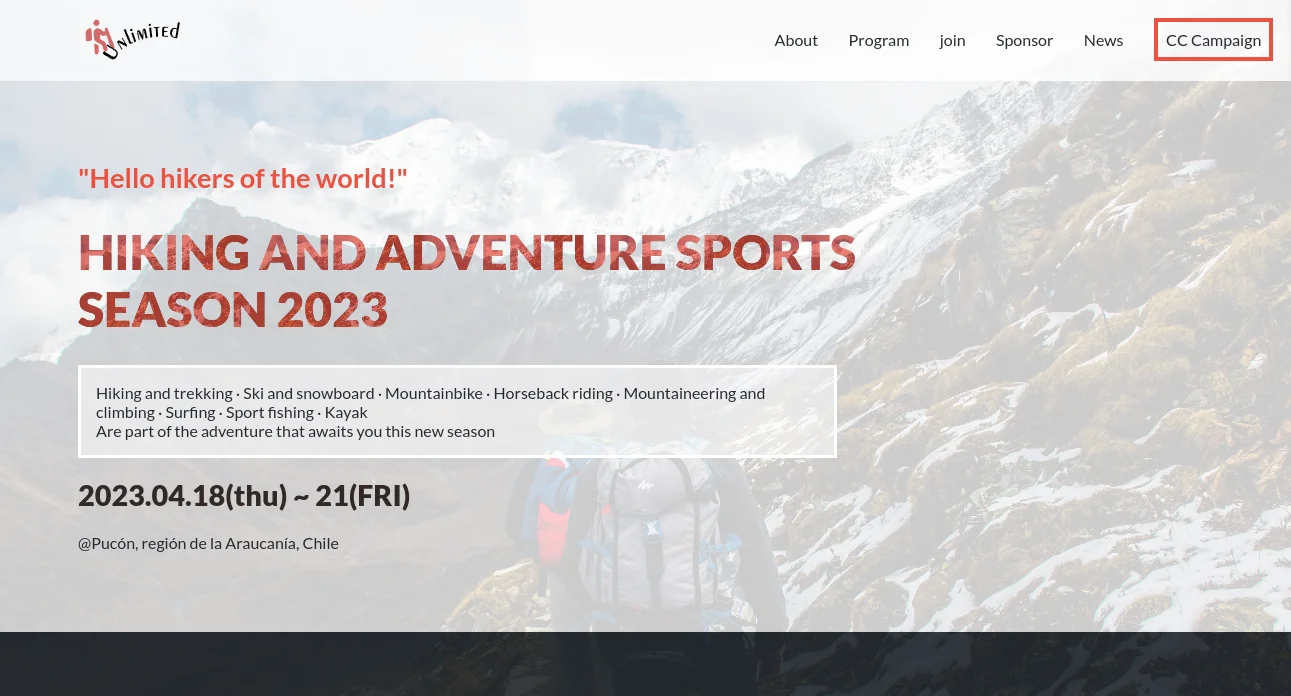 Unlimited
About Program join Sponsor News CC Campaign
"Hello hikers of the world!"
HIKING AND ADVENTURE SPORTS
SEASON 2023
Hiking and trekking · Ski and snowboard · Mountainbike · Horseback riding · Mountaineering and
climbing · Surfing · Sport fishing · Kayak
Are part of the adventure that awaits you this new season
2023.04.18(thu) ~ 21(FRI)
@Pucón, región de la Araucanía, Chile